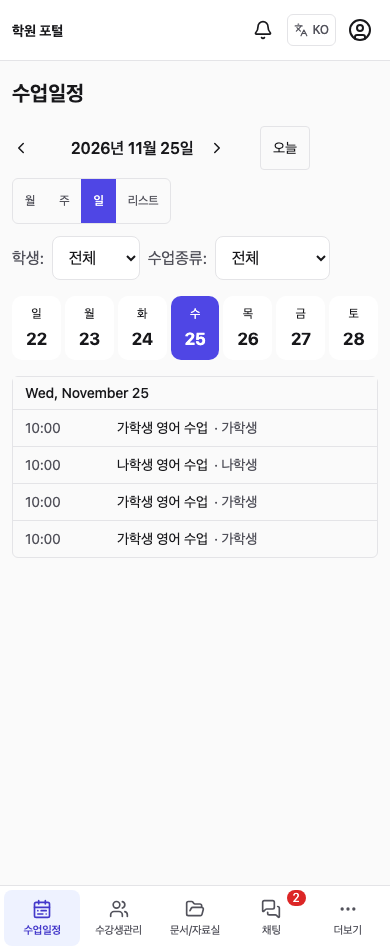 학원 포털
KO
수업일정
2026년 11월 25일
오늘
월 주 일 리스트
학생: 전체 수업종류: 전체
일 월 화 수 목 금 토
22 23 24 25 26 27 28
Wed, November 25
10:00 가학생 영어 수업 · 가학생
10:00 나학생 영어 수업 · 나학생
10:00 가학생 영어 수업 · 가학생
10:00 가학생 영어 수업 · 가학생
2
수업일정 수강생관리 문서/자료실 채팅 더보기